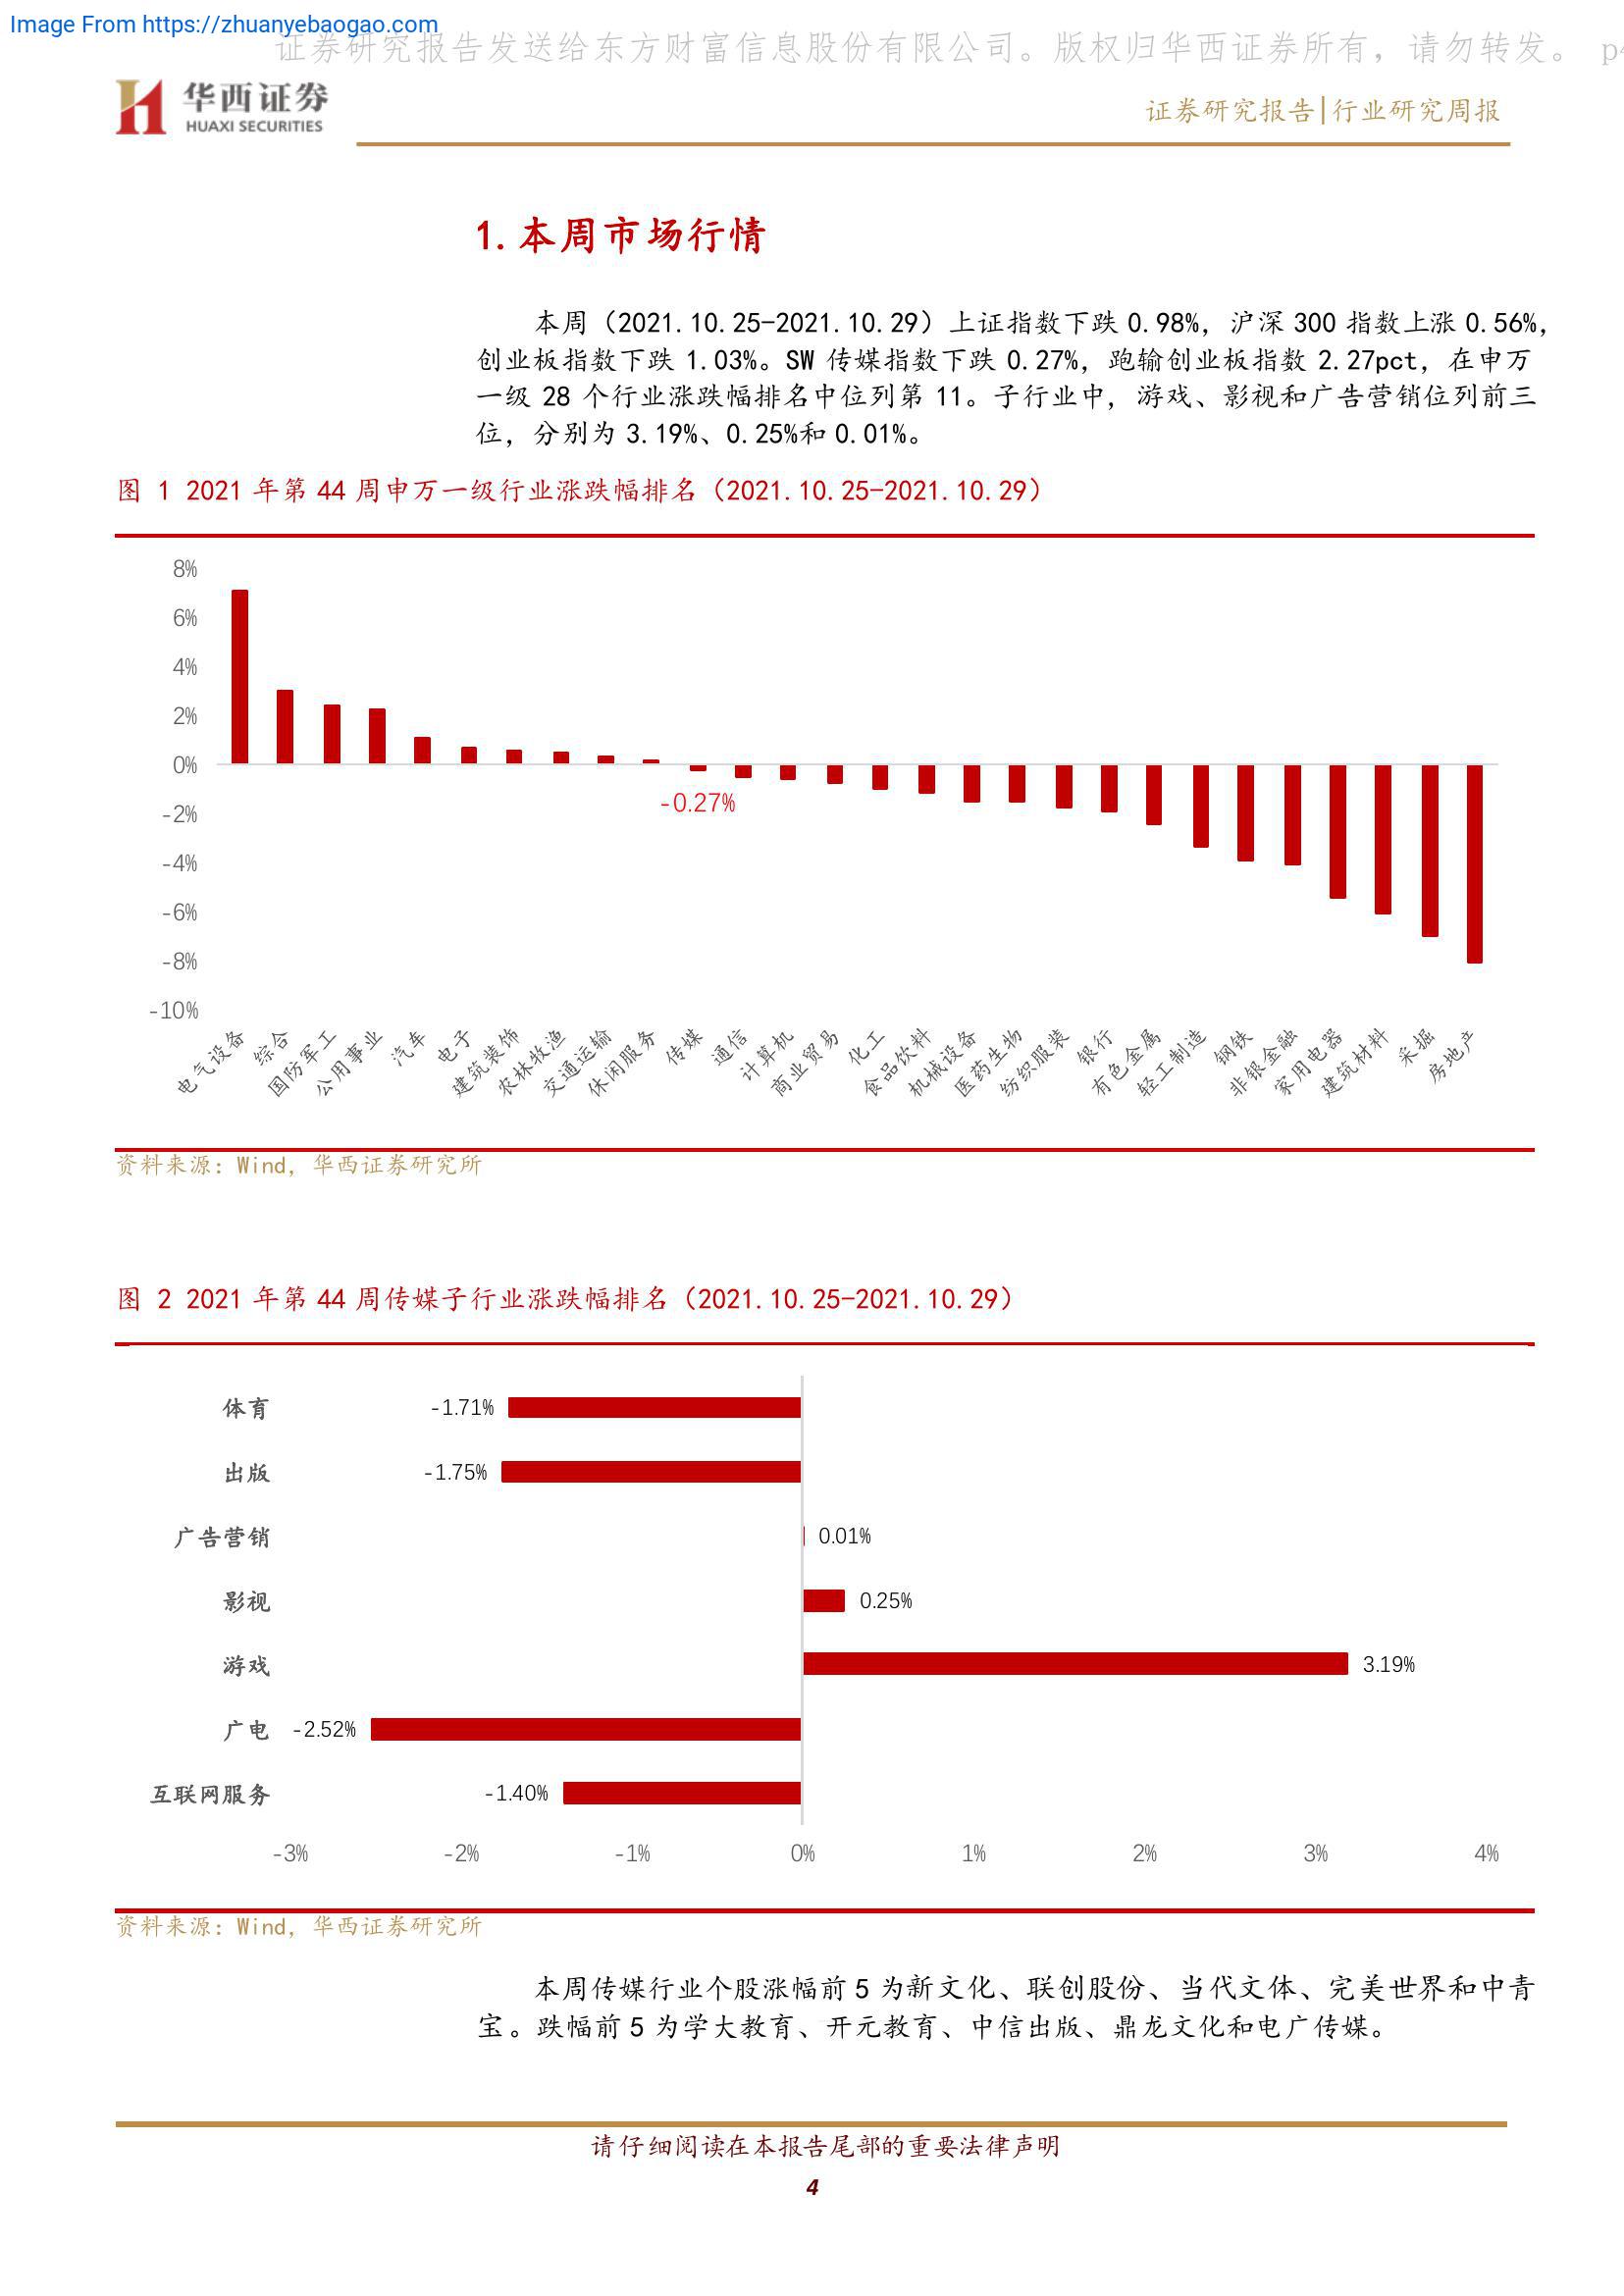 Image From https://zhuanyebaogao.com
证券研究报告发送给东方财富信息股份有限公司。版权归华西证券所有，请勿转发。 p4
华西证券
HUAXI SECURITIES
证券研究报告|行业研究周报
1.本周市场行情
本周（2021.10.25-2021.10.29）上证指数下跌 0.98%，沪深 300 指数上涨 0.56%，
创业板指数下跌 1.03%。SW 传媒指数下跌 0.27%，跑输创业板指数 2.27pct，在申万
一级 28 个行业涨跌幅排名中位列第 11。子行业中，游戏、影视和广告营销位列前三
位，分别为 3.19%、0.25%和 0.01%。
图 1 2021 年第 44 周申万一级行业涨跌幅排名（2021.10.25-2021.10.29）
8%
6%
4%
2%
0%
-2%
-4%
-6%
-8%
-10%
-0.27%
电气设备
综合
国防军工
公用事业
汽车
电子
建筑装饰
农林牧渔
交通运输
休闲服务
传媒
通信
计算机
商业贸易
化工
食品饮料
机械设备
医药生物
纺织服装
银行
有色金属
轻工制造
钢铁
非银金融
家用电器
建筑材料
采掘
房地产
资料来源：Wind，华西证券研究所
图 2 2021 年第 44 周传媒子行业涨跌幅排名（2021.10.25-2021.10.29）
体育 -1.71%
出版 -1.75%
广告营销 0.01%
影视 0.25%
游戏 3.19%
广电 -2.52%
互联网服务 -1.40%
-3% -2% -1% 0% 1% 2% 3% 4%
资料来源：Wind，华西证券研究所
本周传媒行业个股涨幅前 5 为新文化、联创股份、当代文体、完美世界和中青
宝。跌幅前 5 为学大教育、开元教育、中信出版、鼎龙文化和电广传媒。
请仔细阅读在本报告尾部的重要法律声明
4